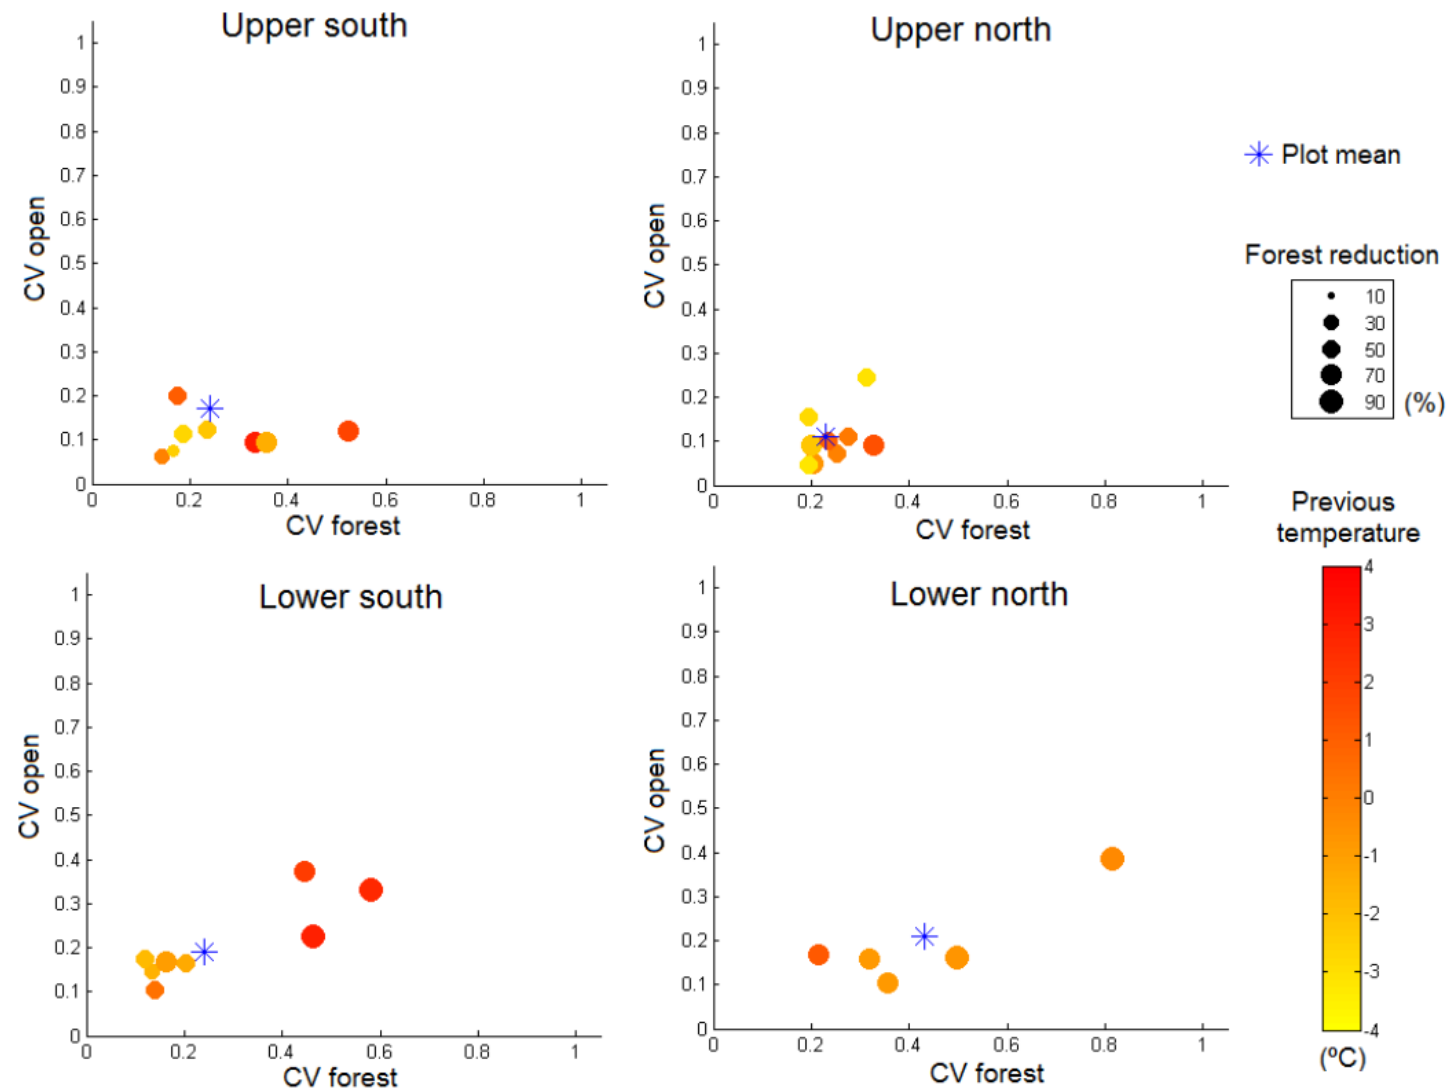 Upper south
1
0.9
0.8
0.7
0.6
0.5
0.4
0.3
0.2
0.1
0
CV open
0 0.2 0.4 0.6 0.8 1
CV forest
Upper north
1
0.9
0.8
0.7
0.6
0.5
0.4
0.3
0.2
0.1
0
CV open
0 0.2 0.4 0.6 0.8 1
CV forest
Plot mean
Forest reduction
10
30
50
70
90 (%)
Lower south
1
0.9
0.8
0.7
0.6
0.5
0.4
0.3
0.2
0.1
0
CV open
0 0.2 0.4 0.6 0.8 1
CV forest
Lower north
1
0.9
0.8
0.7
0.6
0.5
0.4
0.3
0.2
0.1
0
CV open
0 0.2 0.4 0.6 0.8 1
CV forest
Previous
temperature
4
3
2
1
0
-1
-2
-3
-4
(ºC)